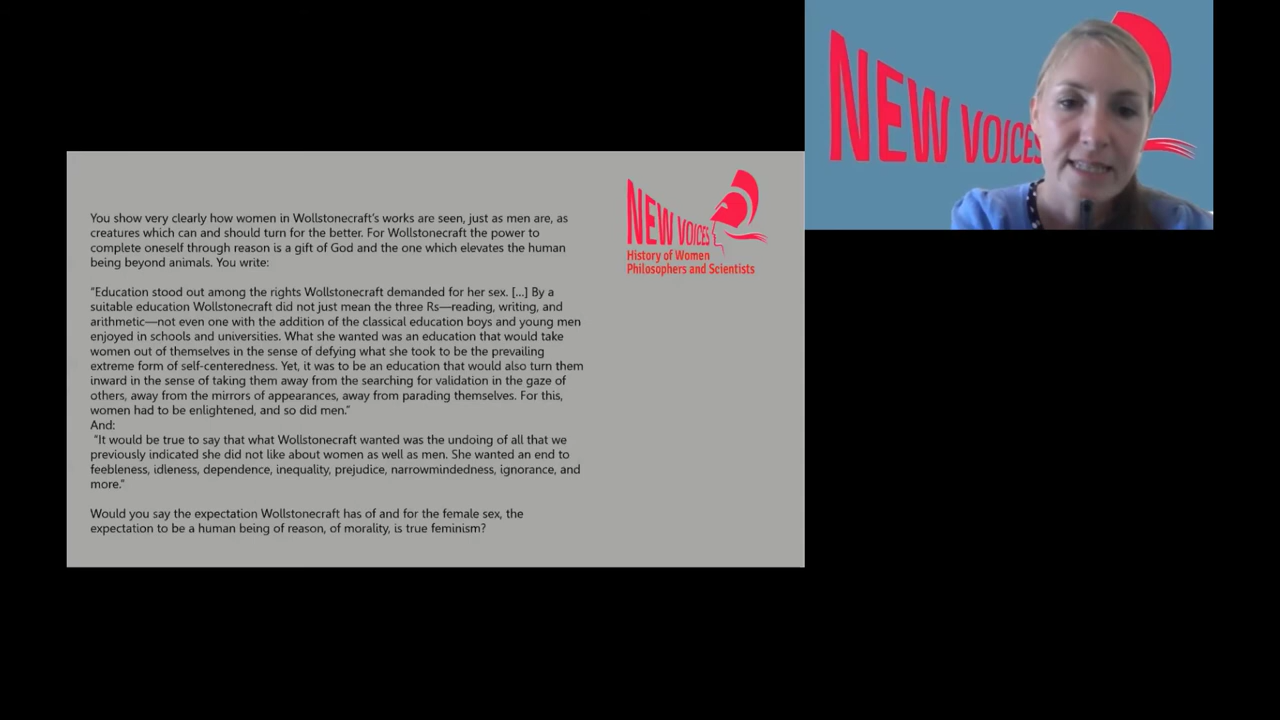 NEW VOICES
You show very clearly how women in Wollstonecraft's works are seen, just as men are, as
creatures which can and should turn for the better. For Wollstonecraft the power to
complete oneself through reason is a gift of God and the one which elevates the human
being beyond animals. You write:
NEW VOICES
History of Women
Philosophers and Scientists
“Education stood out among the rights Wollstonecraft demanded for her sex. [...] By a
suitable education Wollstonecraft did not just mean the three Rs—reading, writing, and
arithmetic—not even one with the addition of the classical education boys and young men
enjoyed in schools and universities. What she wanted was an education that would take
women out of themselves in the sense of defying what she took to be the prevailing
extreme form of self-centeredness. Yet, it was to be an education that would also turn them
inward in the sense of taking them away from the searching for validation in the gaze of
others, away from the mirrors of appearances, away from parading themselves. For this,
women had to be enlightened, and so did men.”
And:
“It would be true to say that what Wollstonecraft wanted was the undoing of all that we
previously indicated she did not like about women as well as men. She wanted an end to
feebleness, idleness, dependence, inequality, prejudice, narrowmindedness, ignorance, and
more.”
Would you say the expectation Wollstonecraft has of and for the female sex, the
expectation to be a human being of reason, of morality, is true feminism?